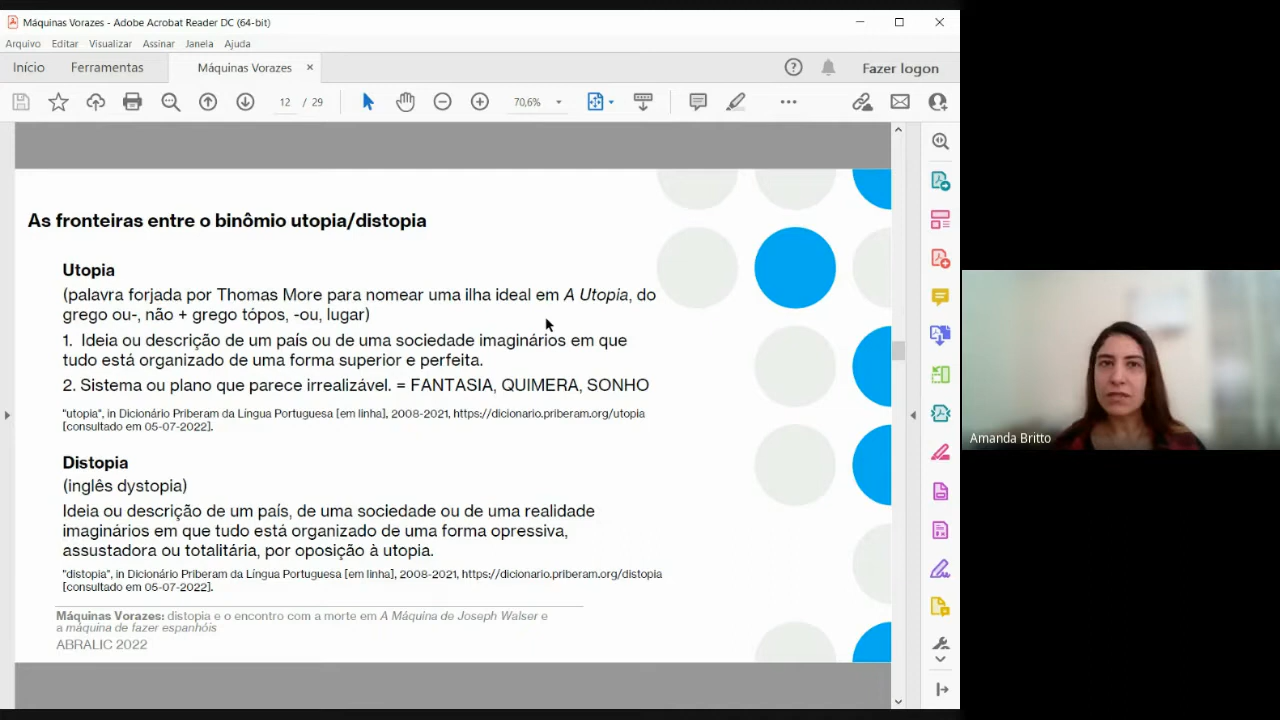 Máquinas Vorazes - Adobe Acrobat Reader DC (64-bit)
Arquivo Editar Visualizar Assinar Janela Ajuda
Início Ferramentas Máquinas Vorazes × Fazer logon
12 / 29 70,6%
As fronteiras entre o binômio utopia/distopia
Utopia
(palavra forjada por Thomas More para nomear uma ilha ideal em A Utopia, do
grego ou-, não + grego tópos, -ou, lugar)
1. Ideia ou descrição de um país ou de uma sociedade imaginários em que
tudo está organizado de uma forma superior e perfeita.
2. Sistema ou plano que parece irrealizável. = FANTASIA, QUIMERA, SONHO
"utopia", in Dicionário Priberam da Língua Portuguesa [em linha], 2008-2021, https://dicionario.priberam.org/utopia
[consultado em 05-07-2022].
Distopia
(inglês dystopia)
Ideia ou descrição de um país, de uma sociedade ou de uma realidade
imaginários em que tudo está organizado de uma forma opressiva,
assustadora ou totalitária, por oposição à utopia.
"distopia", in Dicionário Priberam da Língua Portuguesa [em linha], 2008-2021, https://dicionario.priberam.org/distopia
[consultado em 05-07-2022].
Máquinas Vorazes: distopia e o encontro com a morte em A Máquina de Joseph Walser e
a máquina de fazer espanhóis
ABRALIC 2022
Amanda Britto